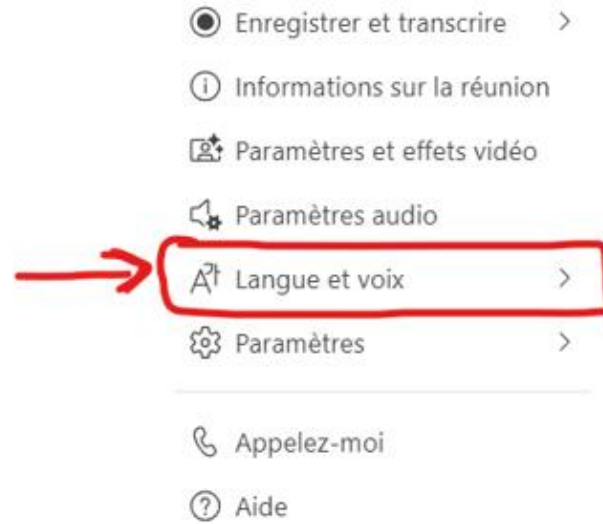 Enregistrer et transcrire
Informations sur la réunion
Paramètres et effets vidéo
Paramètres audio
Langue et voix
Paramètres
Appelez-moi
Aide